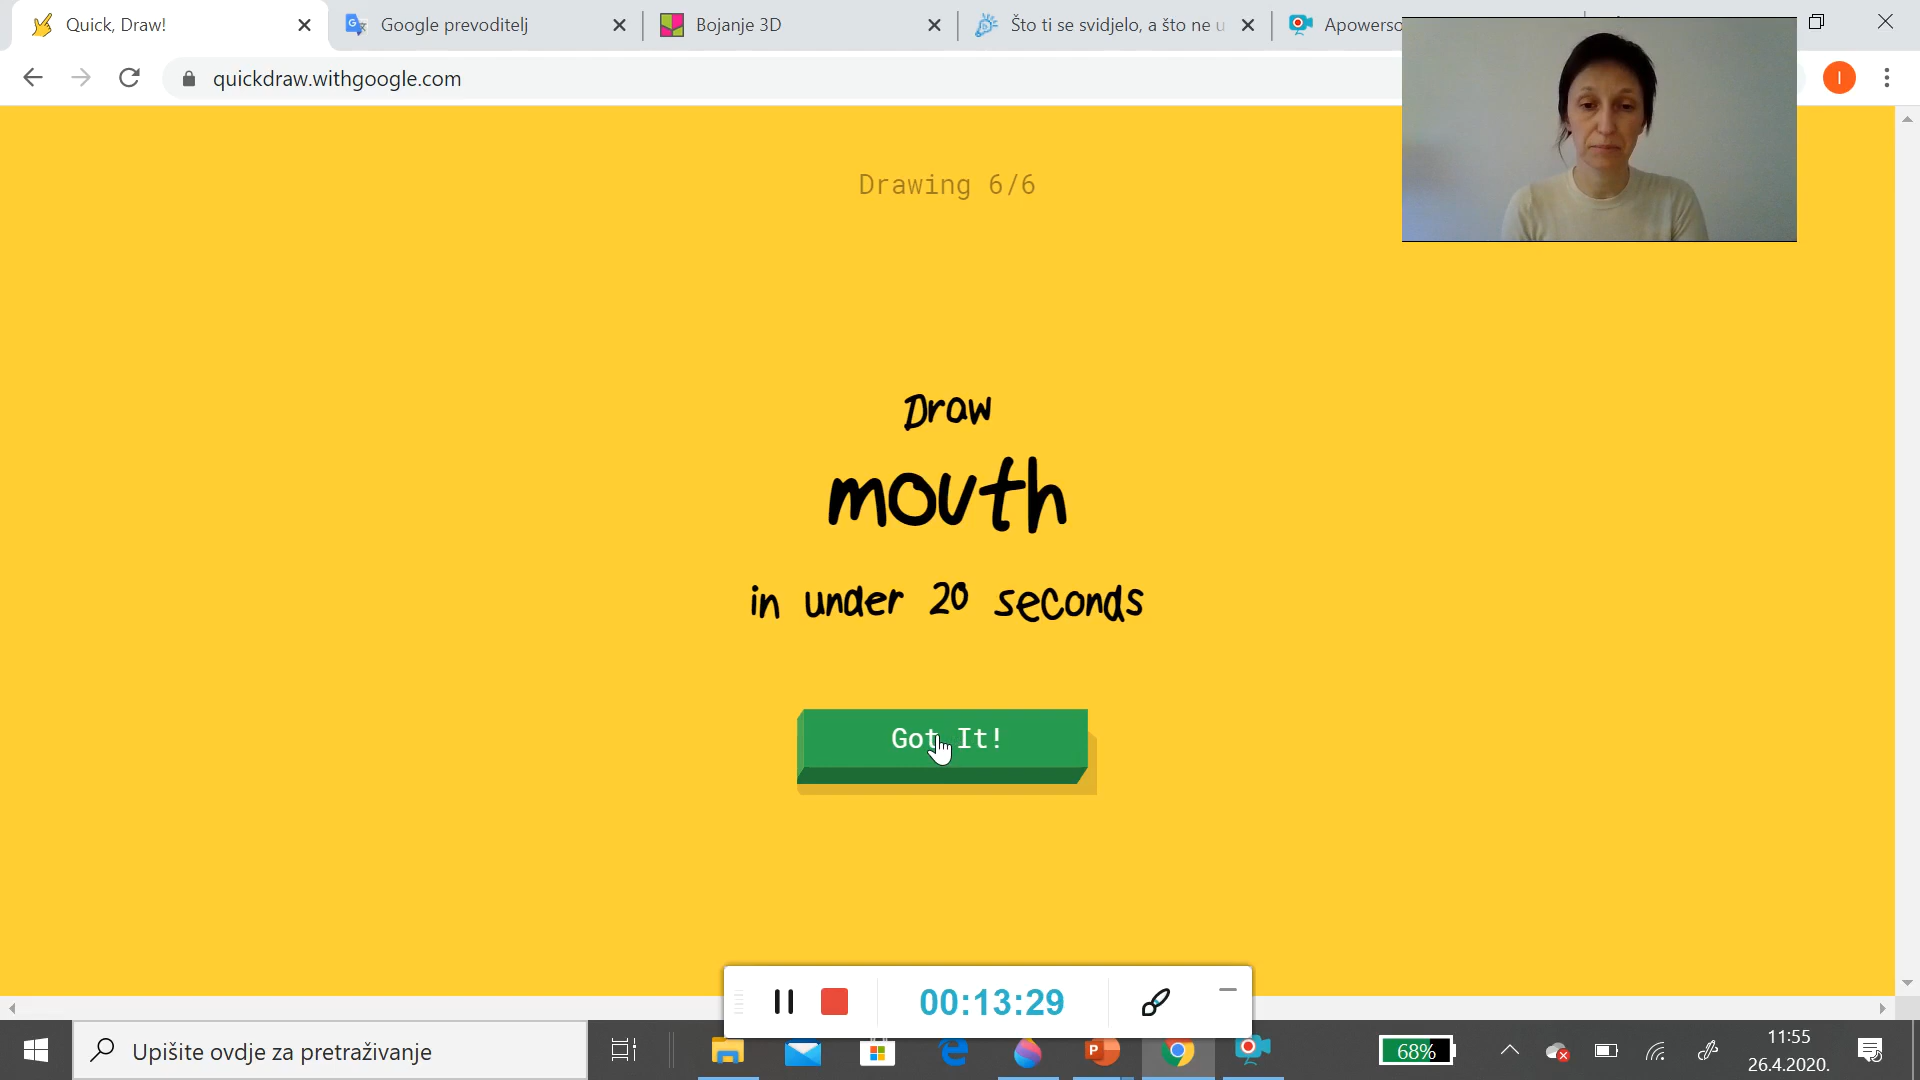 Quick, Draw!
Google prevoditelj
Bojanje 3D
Što ti se svidjelo, a što ne u
Apowerso
quickdraw.withgoogle.com
I
Drawing 6/6
Draw
mouth
in under 20 seconds
Got It!
00:13:29
Upišite ovdje za pretraživanje
68%
11:55
26.4.2020.